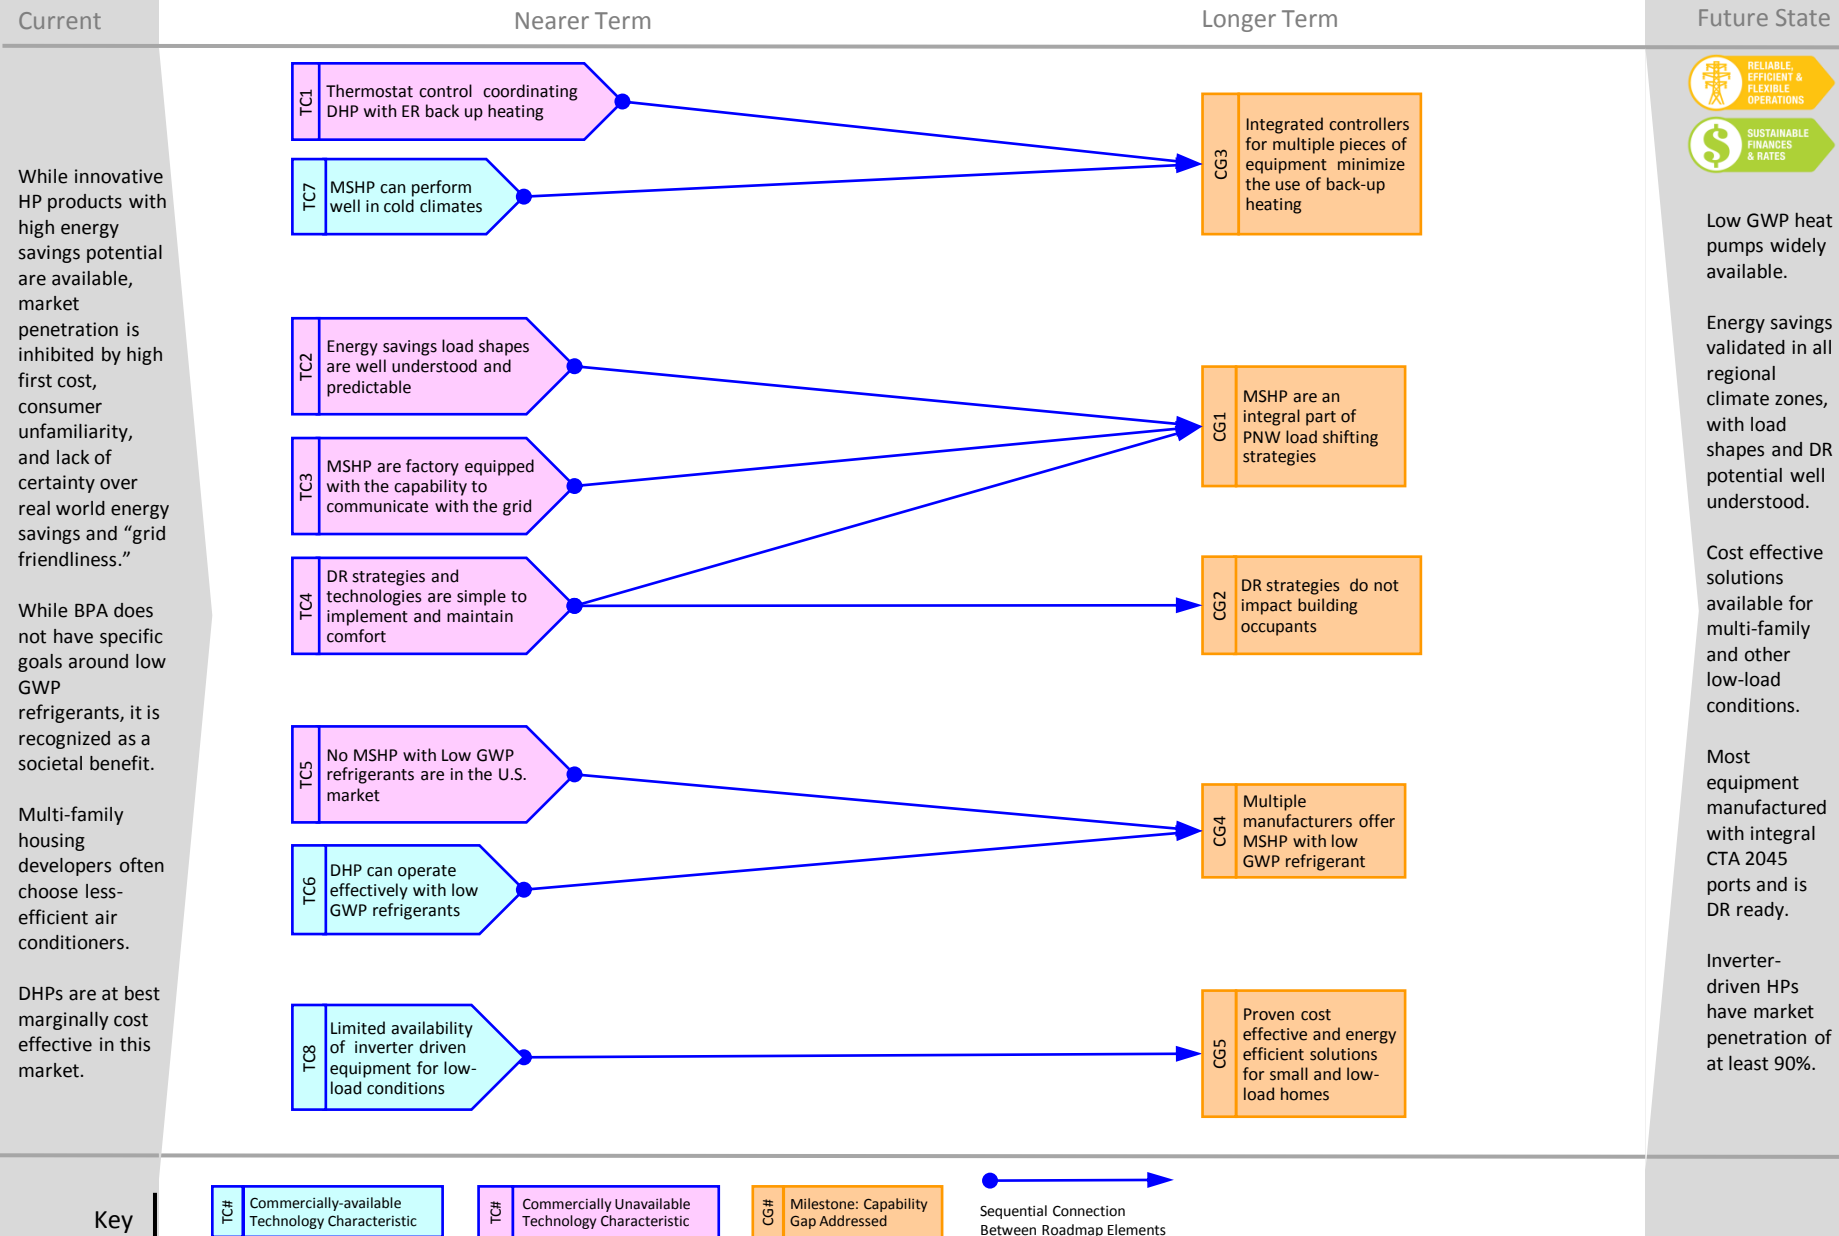 Current
Nearer Term
Longer Term
Future State
While innovative
HP products with
high energy
savings potential
are available,
market
penetration is
inhibited by high
first cost,
consumer
unfamiliarity,
and lack of
certainty over
real world energy
savings and “grid
friendliness.”
While BPA does
not have specific
goals around low
GWP
refrigerants, it is
recognized as a
societal benefit.
Multi-family
housing
developers often
choose less-
efficient air
conditioners.
DHPs are at best
marginally cost
effective in this
market.
TC1
Thermostat control coordinating
DHP with ER back up heating
TC7
MSHP can perform
well in cold climates
TC2
Energy savings load shapes
are well understood and
predictable
TC3
MSHP are factory equipped
with the capability to
communicate with the grid
TC4
DR strategies and
technologies are simple to
implement and maintain
comfort
TC5
No MSHP with Low GWP
refrigerants are in the U.S.
market
TC6
DHP can operate
effectively with low
GWP refrigerants
TC8
Limited availability
of inverter driven
equipment for low-
load conditions
CG3
Integrated controllers
for multiple pieces of
equipment minimize
the use of back-up
heating
CG1
MSHP are an
integral part of
PNW load shifting
strategies
CG2
DR strategies do not
impact building
occupants
CG4
Multiple
manufacturers offer
MSHP with low
GWP refrigerant
CG5
Proven cost
effective and energy
efficient solutions
for small and low-
load homes
RELIABLE,
EFFICIENT &
FLEXIBLE
OPERATIONS
$
SUSTAINABLE
FINANCES
& RATES
Low GWP heat
pumps widely
available.
Energy savings
validated in all
regional
climate zones,
with load
shapes and DR
potential well
understood.
Cost effective
solutions
available for
multi-family
and other
low-load
conditions.
Most
equipment
manufactured
with integral
CTA 2045
ports and is
DR ready.
Inverter-
driven HPs
have market
penetration of
at least 90%.
Key
TC#
Commercially-available
Technology Characteristic
TC#
Commercially Unavailable
Technology Characteristic
CG#
Milestone: Capability
Gap Addressed
Sequential Connection
Between Roadmap Elements